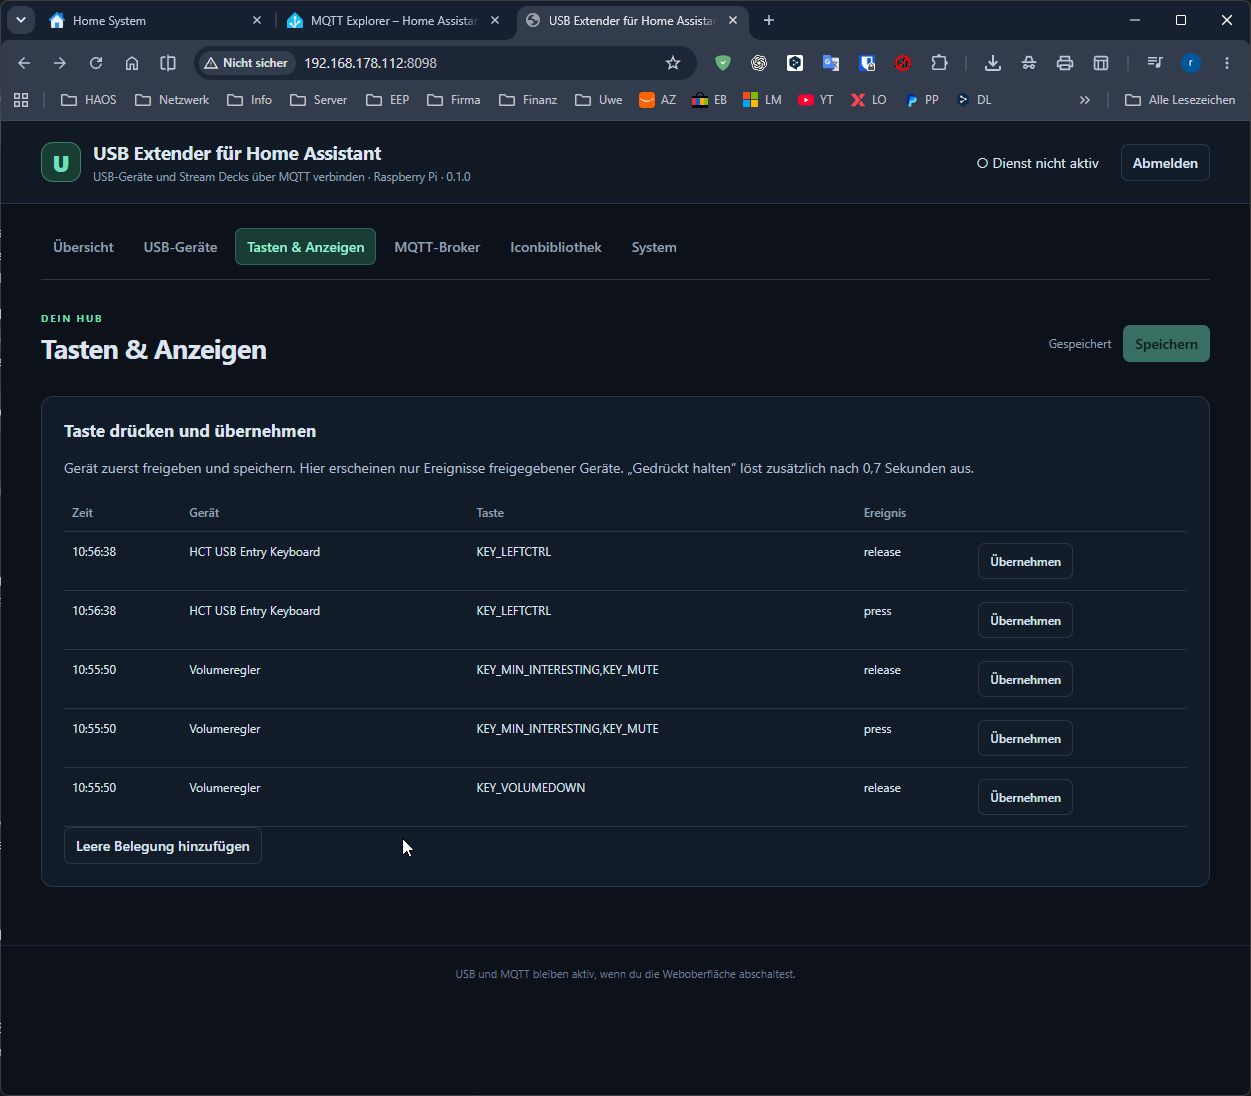 Home System
MQTT Explorer – Home Assistan
USB Extender für Home Assista
Nicht sicher
192.168.178.112:8098
r
HAOS
Netzwerk
Info
Server
EEP
Firma
Finanz
Uwe
AZ
EB
LM
YT
LO
PP
DL
Alle Lesezeichen
U
USB Extender für Home Assistant
USB-Geräte und Stream Decks über MQTT verbinden · Raspberry Pi · 0.1.0
Dienst nicht aktiv
Abmelden
Übersicht
USB-Geräte
Tasten & Anzeigen
MQTT-Broker
Iconbibliothek
System
DEIN HUB
Tasten & Anzeigen
Gespeichert
Speichern
Taste drücken und übernehmen
Gerät zuerst freigeben und speichern. Hier erscheinen nur Ereignisse freigegebener Geräte. „Gedrückt halten“ löst zusätzlich nach 0,7 Sekunden aus.
Zeit Gerät Taste Ereignis
10:56:38 HCT USB Entry Keyboard KEY_LEFTCTRL release Übernehmen
10:56:38 HCT USB Entry Keyboard KEY_LEFTCTRL press Übernehmen
10:55:50 Volumeregler KEY_MIN_INTERESTING,KEY_MUTE release Übernehmen
10:55:50 Volumeregler KEY_MIN_INTERESTING,KEY_MUTE press Übernehmen
10:55:50 Volumeregler KEY_VOLUMEDOWN release Übernehmen
Leere Belegung hinzufügen
USB und MQTT bleiben aktiv, wenn du die Weboberfläche abschaltest.